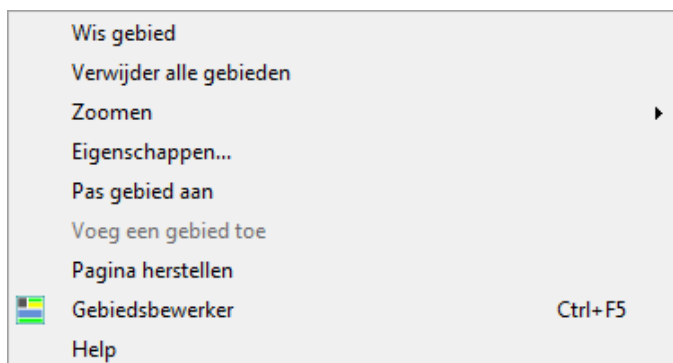 Wis gebied
Verwijder alle gebieden
Zoomen
Eigenschappen...
Pas gebied aan
Voeg een gebied toe
Pagina herstellen
Gebiedsbewerker Ctrl+F5
Help